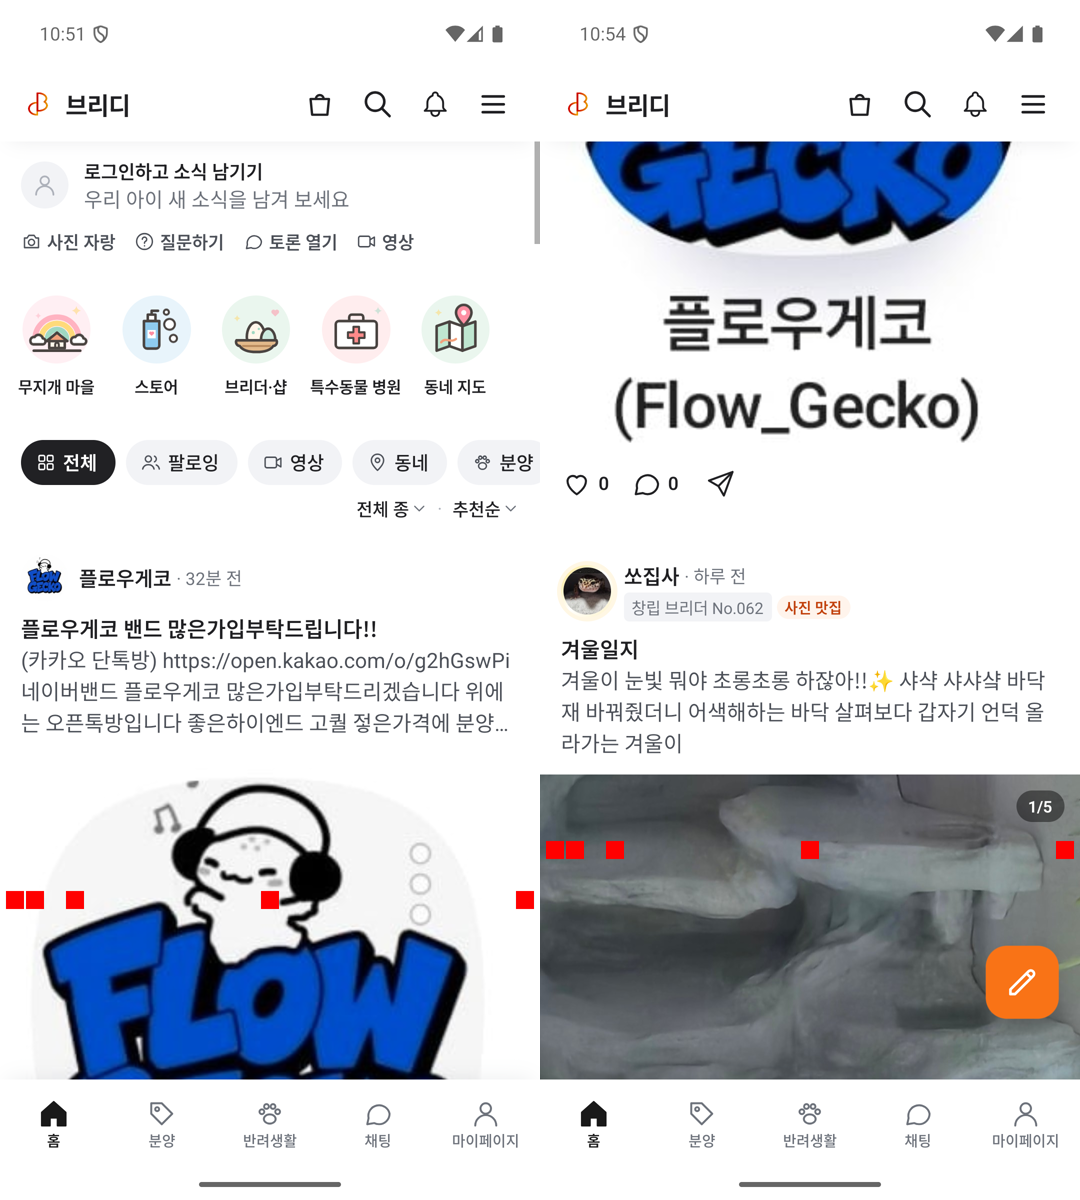 10:51
브리디
로그인하고 소식 남기기
우리 아이 새 소식을 남겨 보세요
사진 자랑 질문하기 토론 열기 영상
무지개 마을 스토어 브리더·샵 특수동물 병원 동네 지도
전체 팔로잉 영상 동네 분양
전체 종 · 추천순
FLOW GECKO
플로우게코 · 32분 전
플로우게코 밴드 많은가입부탁드립니다!!
(카카오 단톡방) https://open.kakao.com/o/g2hGswPi
네이버밴드 플로우게코 많은가입부탁드리겠습니다 위에
는 오픈톡방입니다 좋은하이엔드 고퀄 젛은가격에 분양...
FLOW
홈 분양 반려생활 채팅 마이페이지
10:54
브리디
GECKO
플로우게코
(Flow_Gecko)
0 0
쏘집사 · 하루 전
창립 브리더 No.062 사진 맛집
겨울일지
겨울이 눈빛 뭐야 초롱초롱 하잖아!!✨ 샤샥 샤샤샥 바닥
재 바꿔줬더니 어색해하는 바닥 살펴보다 갑자기 언덕 올
라가는 겨울이
1/5
홈 분양 반려생활 채팅 마이페이지